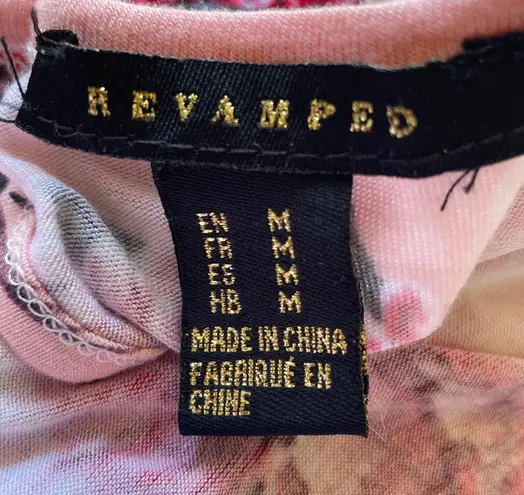 REVAMPED
EN M
FR M
ES M
HB M
MADE IN CHINA
FABRIQUÉ EN
CHINE